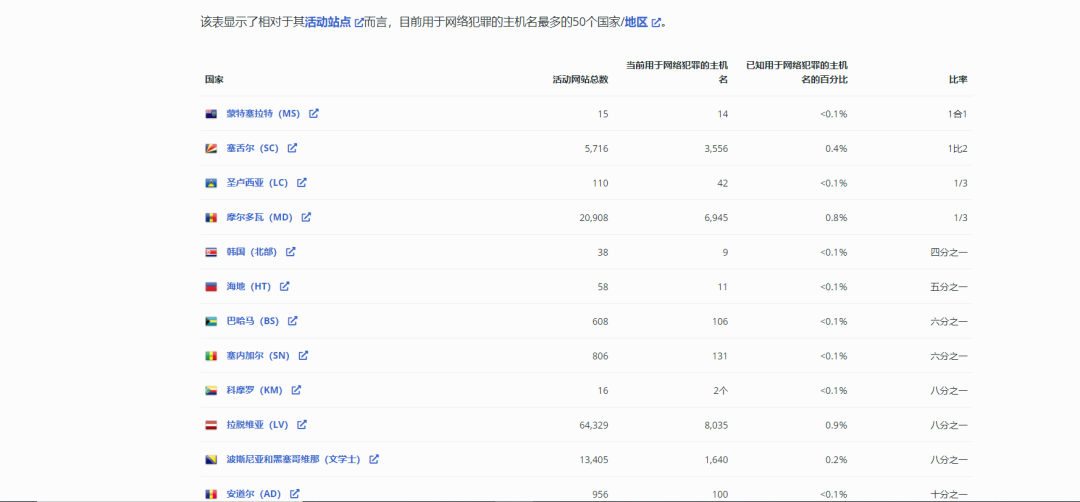 该表显示了相对于其活动站点而言，目前用于网络犯罪的主机名最多的50个国家/地区。
国家 活动网站总数 当前用于网络犯罪的主机名 已知用于网络犯罪的主机名的百分比 比率
蒙特塞拉特（MS） 15 14 <0.1% 1合1
塞舌尔（SC） 5,716 3,556 0.4% 1比2
圣卢西亚（LC） 110 42 <0.1% 1/3
摩尔多瓦（MD） 20,908 6,945 0.8% 1/3
韩国（北部） 38 9 <0.1% 四分之一
海地（HT） 58 11 <0.1% 五分之一
巴哈马（BS） 608 106 <0.1% 六分之一
塞内加尔（SN） 806 131 <0.1% 六分之一
科摩罗（KM） 16 2个 <0.1% 八分之一
拉脱维亚（LV） 64,329 8,035 0.9% 八分之一
波斯尼亚和黑塞哥维那（文学士） 13,405 1,640 0.2% 八分之一
安道尔（AD） 956 100 <0.1% 十分之一